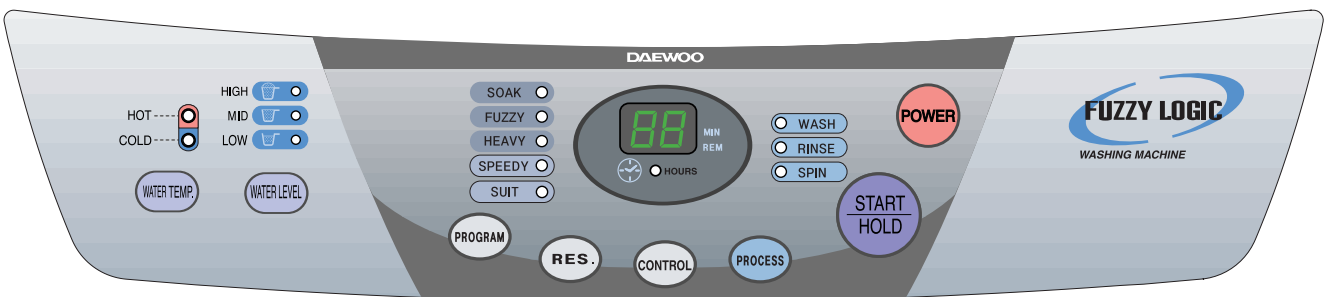 DAEWOO
HOT
COLD
HIGH
MID
LOW
WATER TEMP.
WATER LEVEL
SOAK
FUZZY
HEAVY
SPEEDY
SUIT
88
MIN
REM
HOURS
WASH
RINSE
SPIN
POWER
START
HOLD
PROGRAM
RES.
CONTROL
PROCESS
FUZZY LOGIC
WASHING MACHINE